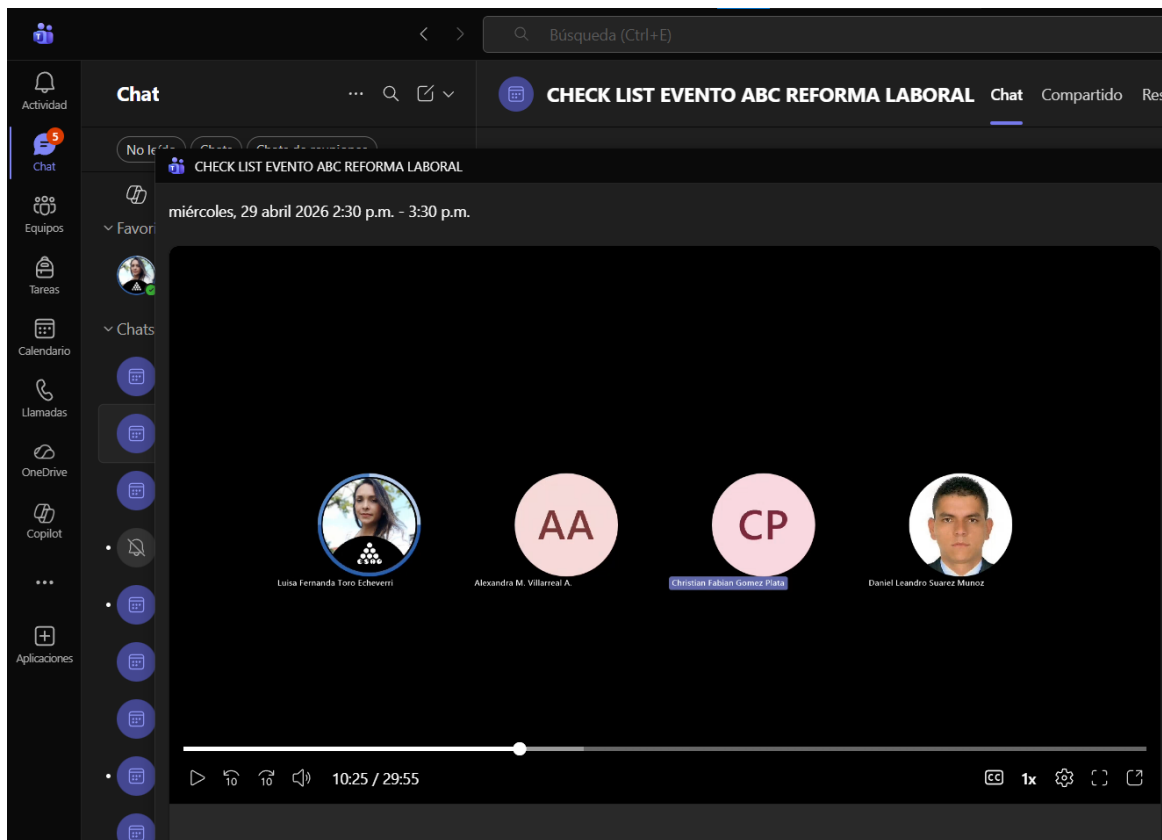 Búsqueda (Ctrl+E)
Actividad
Chat
CHECK LIST EVENTO ABC REFORMA LABORAL
Chat
Compartido
5
Chat
CHECK LIST EVENTO ABC REFORMA LABORAL
miércoles, 29 abril 2026 2:30 p.m. - 3:30 p.m.
Equipos
Tareas
Calendario
Llamadas
OneDrive
Copilot
Aplicaciones
AA
CP
Luisa Fernanda Toro Echeverri
Alexandra M. Villarreal A.
Christian Fabian Gomez Plata
Daniel Leandro Suarez Munoz
10
10
10:25 / 29:55
CC
1x